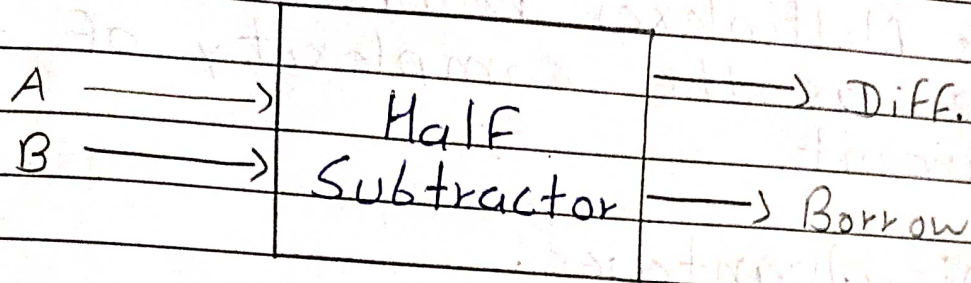 A
Diff.
Half
B
Subtractor
Borrow